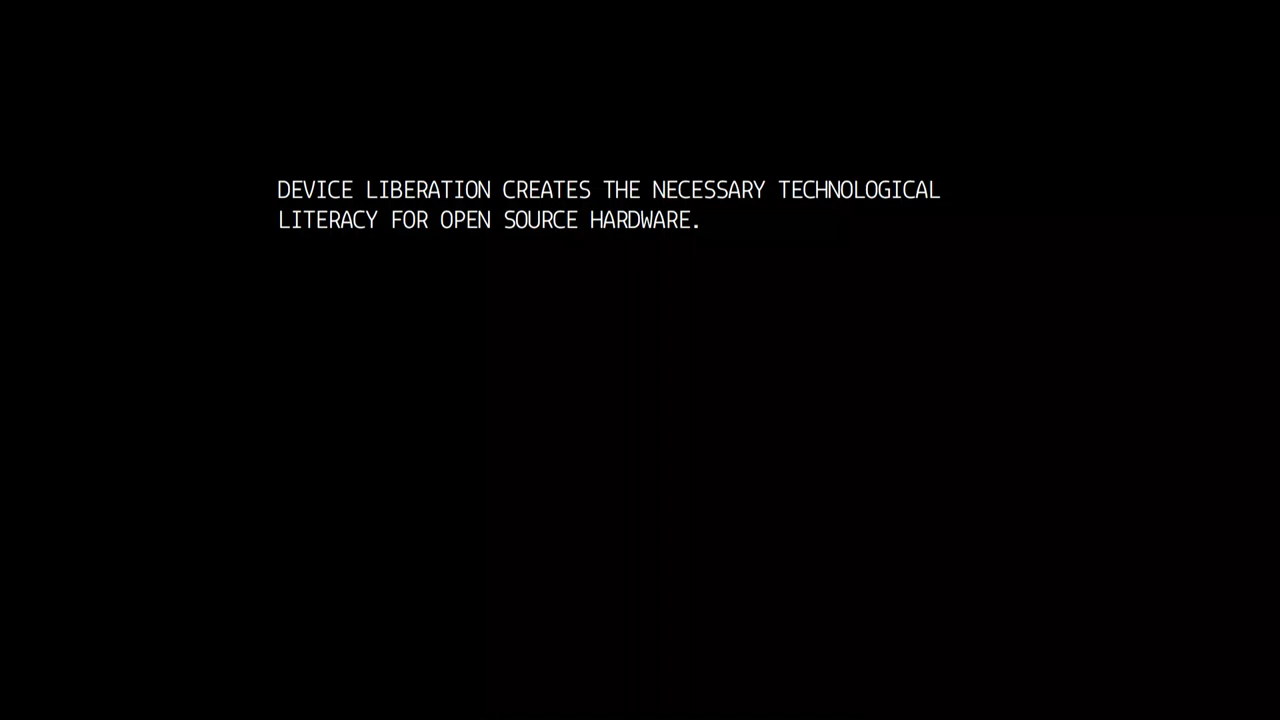 DEVICE LIBERATION CREATES THE NECESSARY TECHNOLOGICAL
LITERACY FOR OPEN SOURCE HARDWARE.